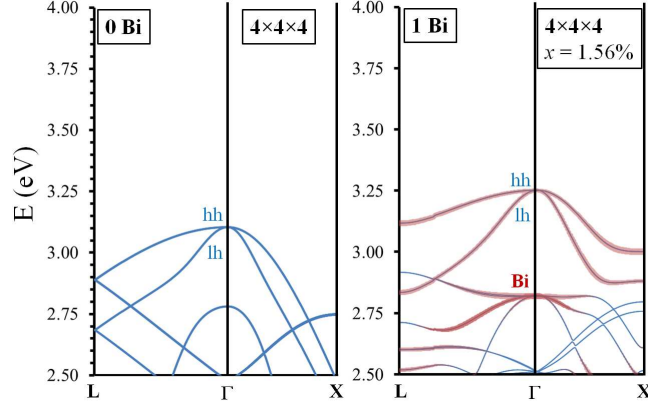 4.00
0 Bi
4×4×4
3.75
3.50
3.25
hh
lh
3.00
2.75
2.50
L
Γ
X
E (eV)
4.00
1 Bi
4×4×4
x = 1.56%
3.75
3.50
3.25
hh
lh
3.00
Bi
2.75
2.50
L
Γ
X